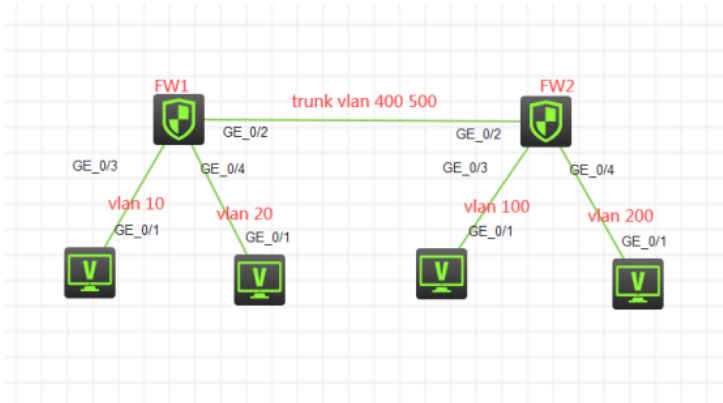 FW1
FW2
trunk vlan 400 500
GE_0/2
GE_0/2
GE_0/3
GE_0/4
GE_0/3
GE_0/4
vlan 10
vlan 20
vlan 100
vlan 200
GE_0/1
GE_0/1
GE_0/1
GE_0/1
V
V
V
V